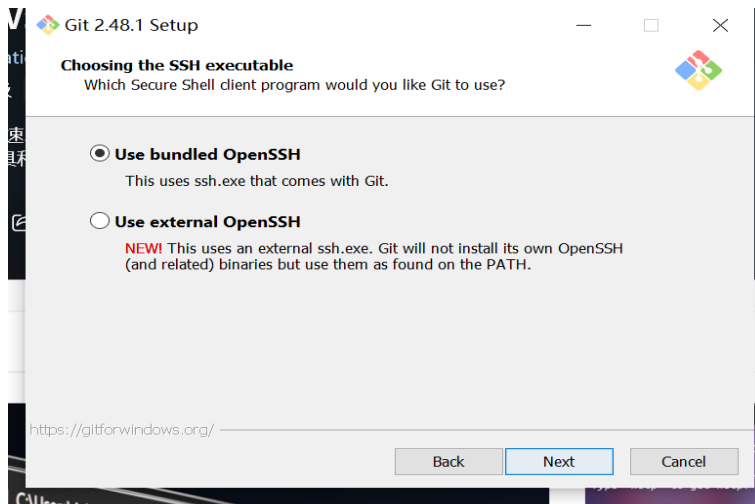 Git 2.48.1 Setup
Choosing the SSH executable
Which Secure Shell client program would you like Git to use?
速
Use bundled OpenSSH
This uses ssh.exe that comes with Git.
Use external OpenSSH
NEW! This uses an external ssh.exe. Git will not install its own OpenSSH
(and related) binaries but use them as found on the PATH.
https://gitforwindows.org/
Back
Next
Cancel